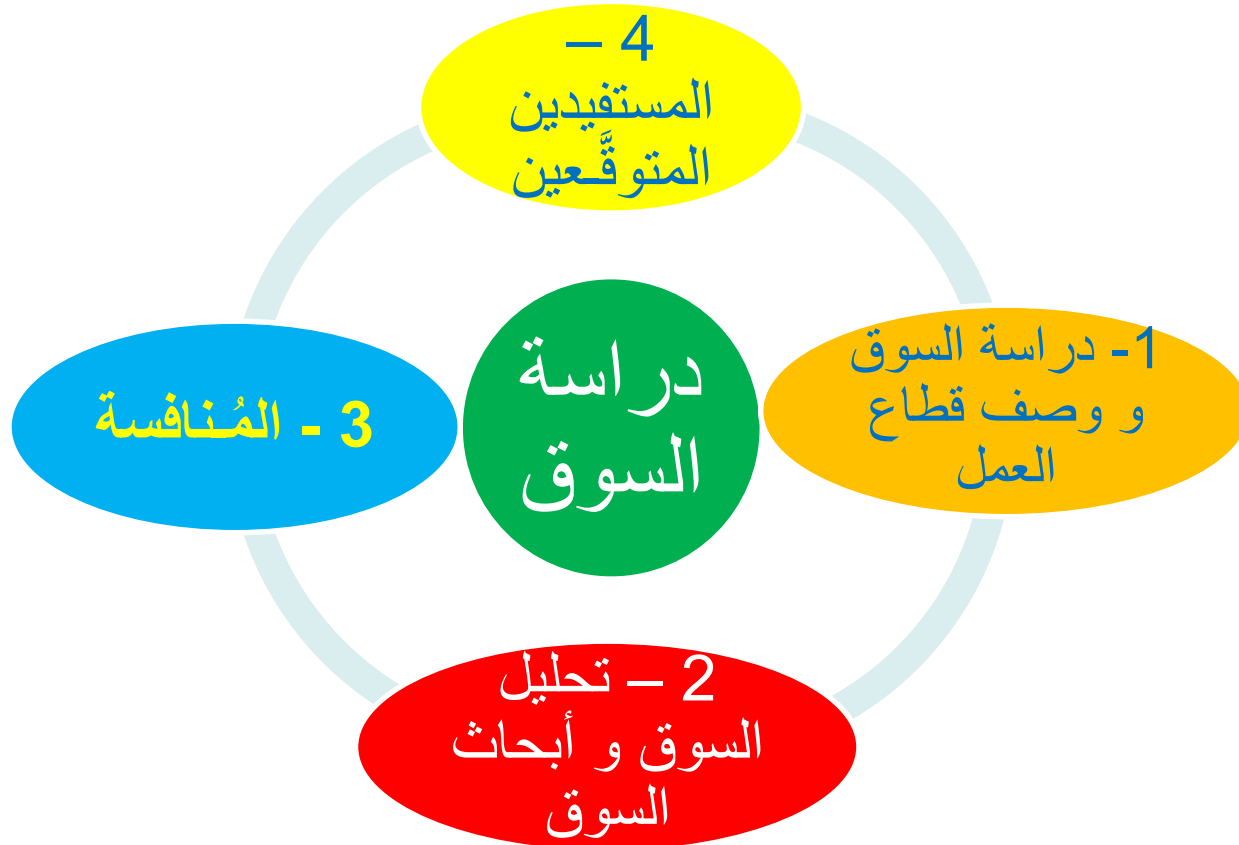 4 –
المستفيدين
المتوقَّـعين
1- دراسة السوق
و وصف قطاع
العمل
دراسة
السوق
3 - المُـنافسة
2 – تحليل
السوق و أبحاث
السوق